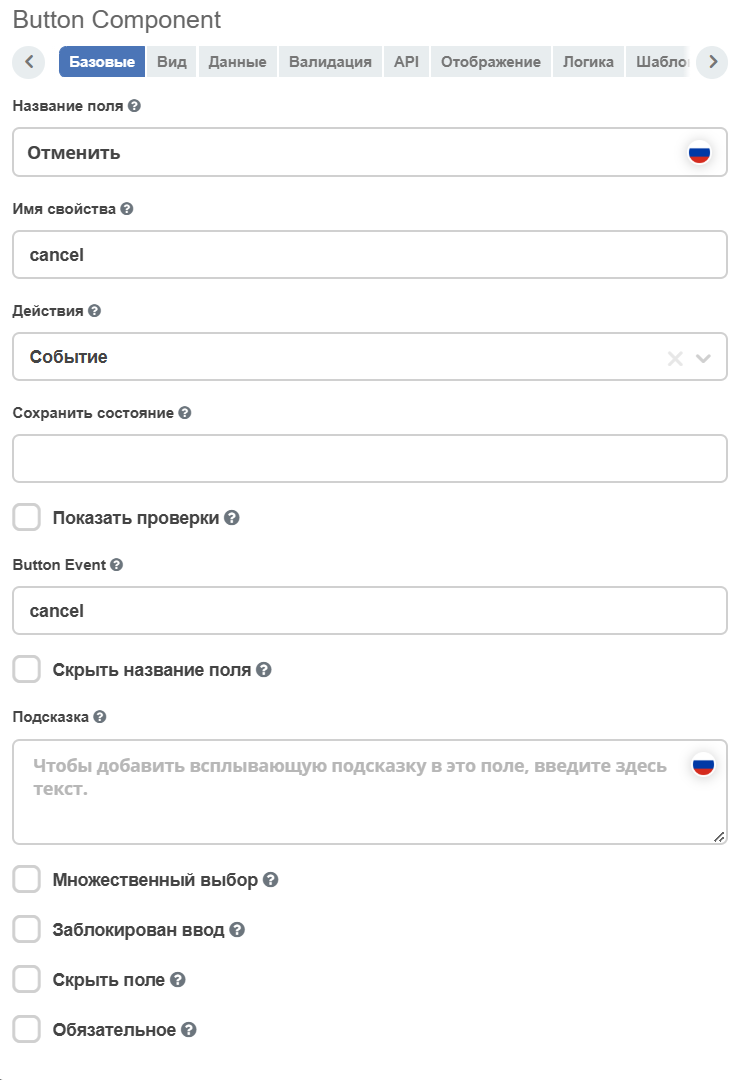 Button Component
Базовые Вид Данные Валидация API Отображение Логика Шабло
Название поля
Отменить
Имя свойства
cancel
Действия
Событие
Сохранить состояние
Показать проверки
Button Event
cancel
Скрыть название поля
Подсказка
Чтобы добавить всплывающую подсказку в это поле, введите здесь
текст.
Множественный выбор
Заблокирован ввод
Скрыть поле
Обязательное